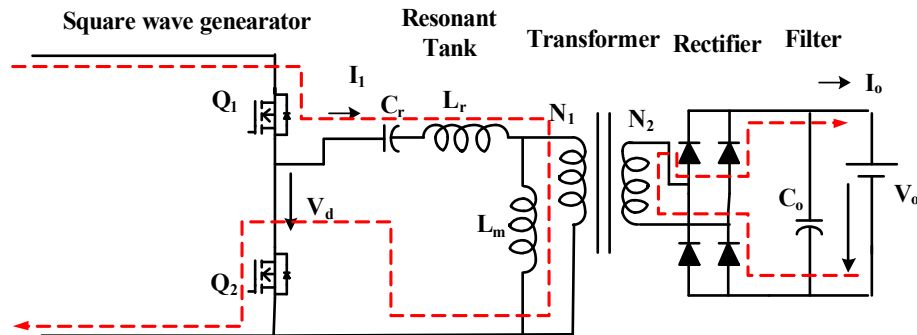 Square wave genearator
Resonant
Tank
Transformer
Rectifier
Filter
Q1
I1
Cr
Lr
N1
N2
Io
Vd
Lm
Co
Vo
Q2